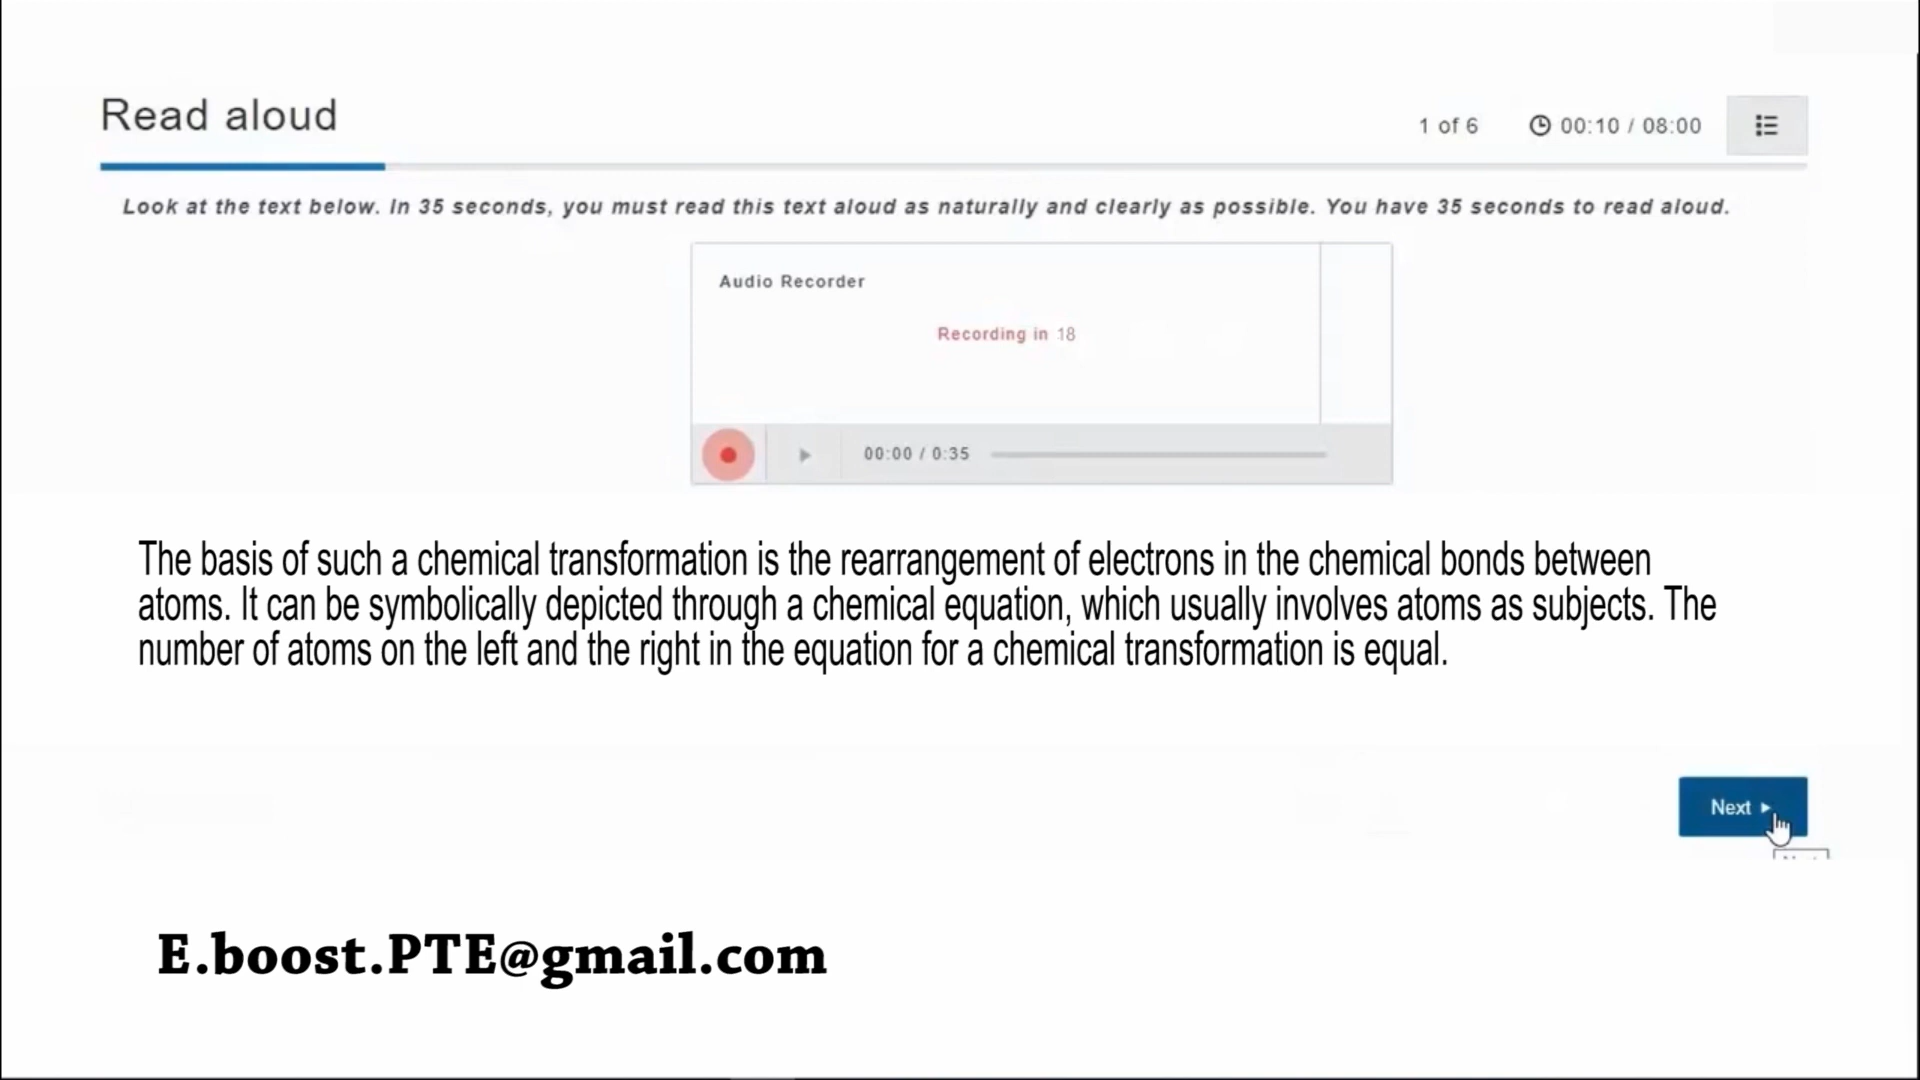 Read aloud
1 of 6
00:10 / 08:00
Look at the text below. In 35 seconds, you must read this text aloud as naturally and clearly as possible. You have 35 seconds to read aloud.
Audio Recorder
Recording in 18
00:00 / 0:35
The basis of such a chemical transformation is the rearrangement of electrons in the chemical bonds between
atoms. It can be symbolically depicted through a chemical equation, which usually involves atoms as subjects. The
number of atoms on the left and the right in the equation for a chemical transformation is equal.
Next
E.boost.PTE@gmail.com